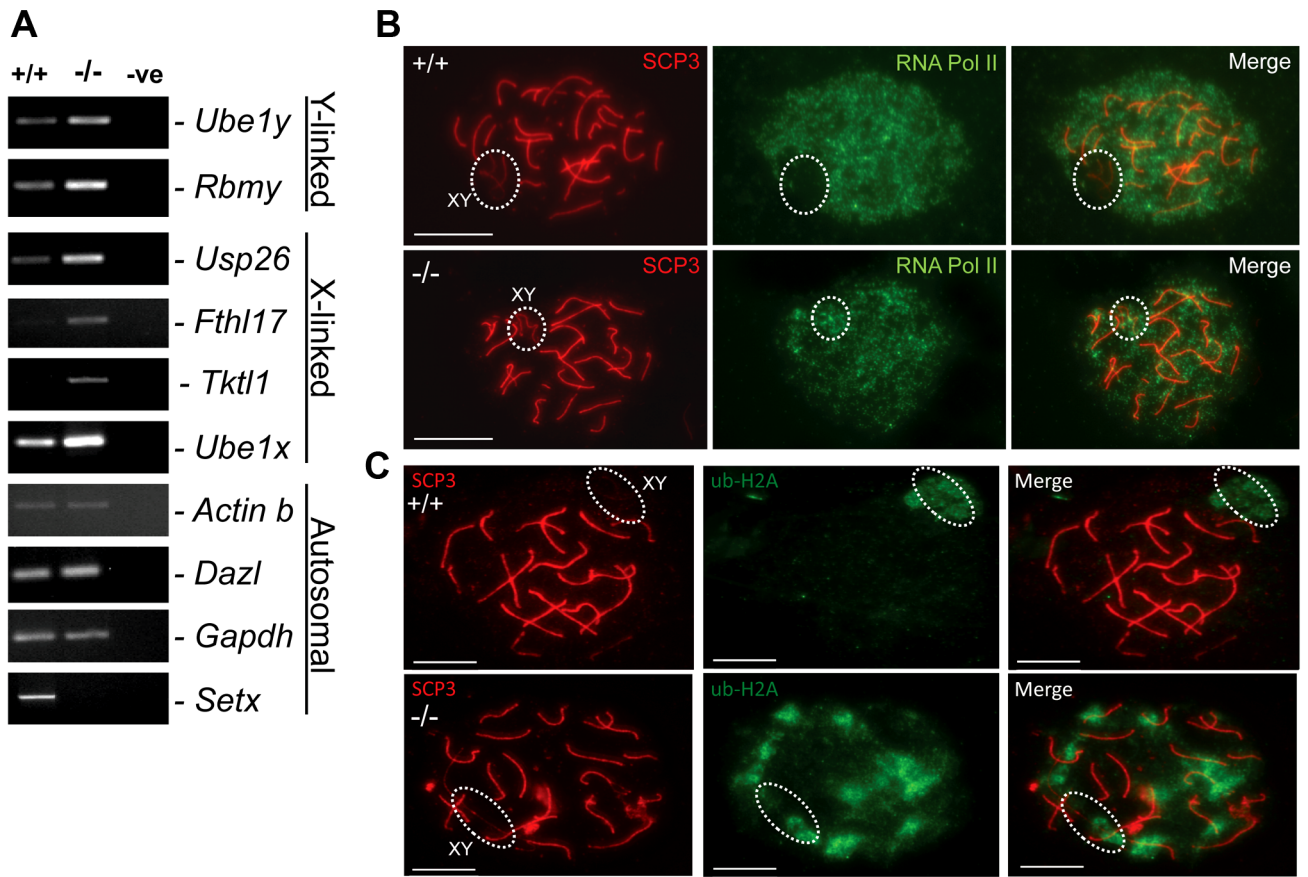 A
+/+ -/- -ve
- Ube1y
- Rbmy
Y-linked
- Usp26
- Fthl17
- Tktl1
- Ube1x
X-linked
- Actin b
- Dazl
- Gapdh
- Setx
Autosomal
B
+/+ SCP3 RNA Pol II Merge
XY
-/- SCP3 RNA Pol II Merge
XY
C
SCP3 ub-H2A Merge
+/+ XY
SCP3 ub-H2A Merge
-/-
XY